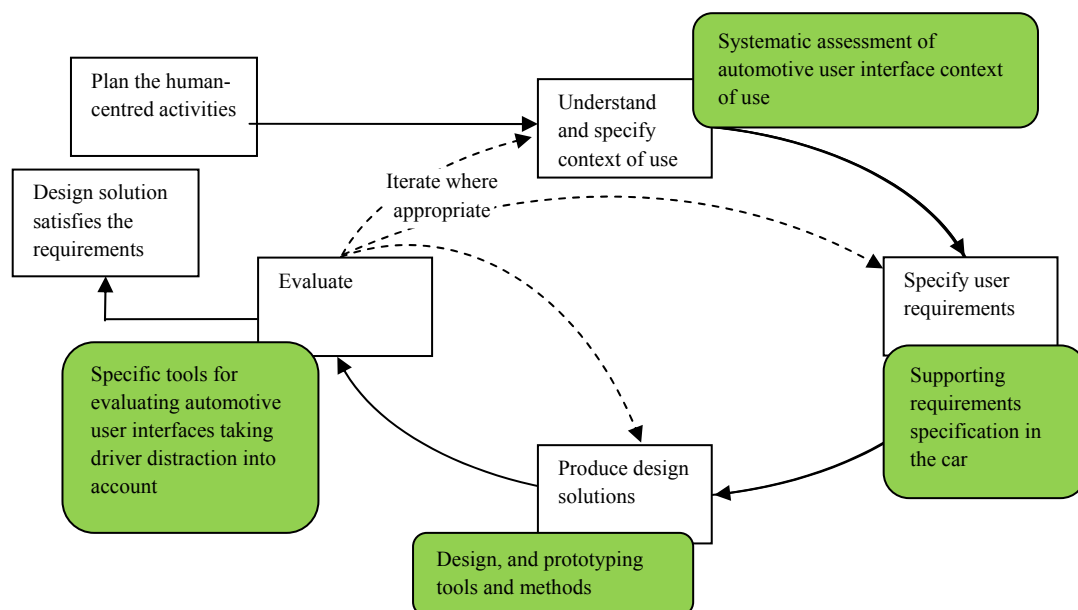 Plan the human-
centred activities
Systematic assessment of
automotive user interface context
of use
Understand
and specify
context of use
Iterate where
appropriate
Design solution
satisfies the
requirements
Evaluate
Specify user
requirements
Specific tools for
evaluating automotive
user interfaces taking
driver distraction into
account
Supporting
requirements
specification in
the car
Produce design
solutions
Design, and prototyping
tools and methods